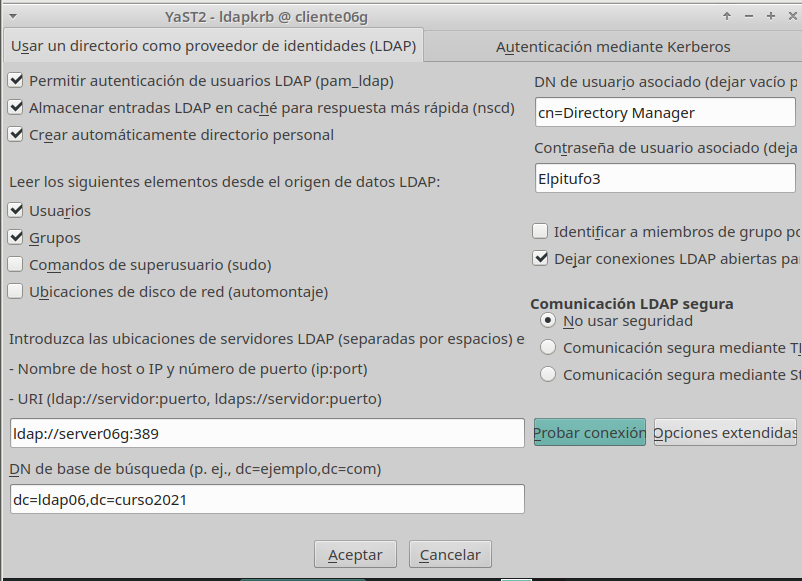 YaST2 - ldapkrb @ cliente06g
Usar un directorio como proveedor de identidades (LDAP)
Autenticación mediante Kerberos
Permitir autenticación de usuarios LDAP (pam_ldap)
Almacenar entradas LDAP en caché para respuesta más rápida (nscd)
Crear automáticamente directorio personal
Leer los siguientes elementos desde el origen de datos LDAP:
Usuarios
Grupos
Comandos de superusuario (sudo)
Ubicaciones de disco de red (automontaje)
Introduzca las ubicaciones de servidores LDAP (separadas por espacios) e
- Nombre de host o IP y número de puerto (ip:port)
- URI (ldap://servidor:puerto, ldaps://servidor:puerto)
ldap://server06g:389
DN de base de búsqueda (p. ej., dc=ejemplo,dc=com)
dc=ldap06,dc=curso2021
DN de usuario asociado (dejar vacío p
cn=Directory Manager
Contraseña de usuario asociado (deja
Elpitufo3
Identificar a miembros de grupo po
Dejar conexiones LDAP abiertas pa
Comunicación LDAP segura
No usar seguridad
Comunicación segura mediante TL
Comunicación segura mediante St
Probar conexión
Opciones extendidas
Aceptar
Cancelar